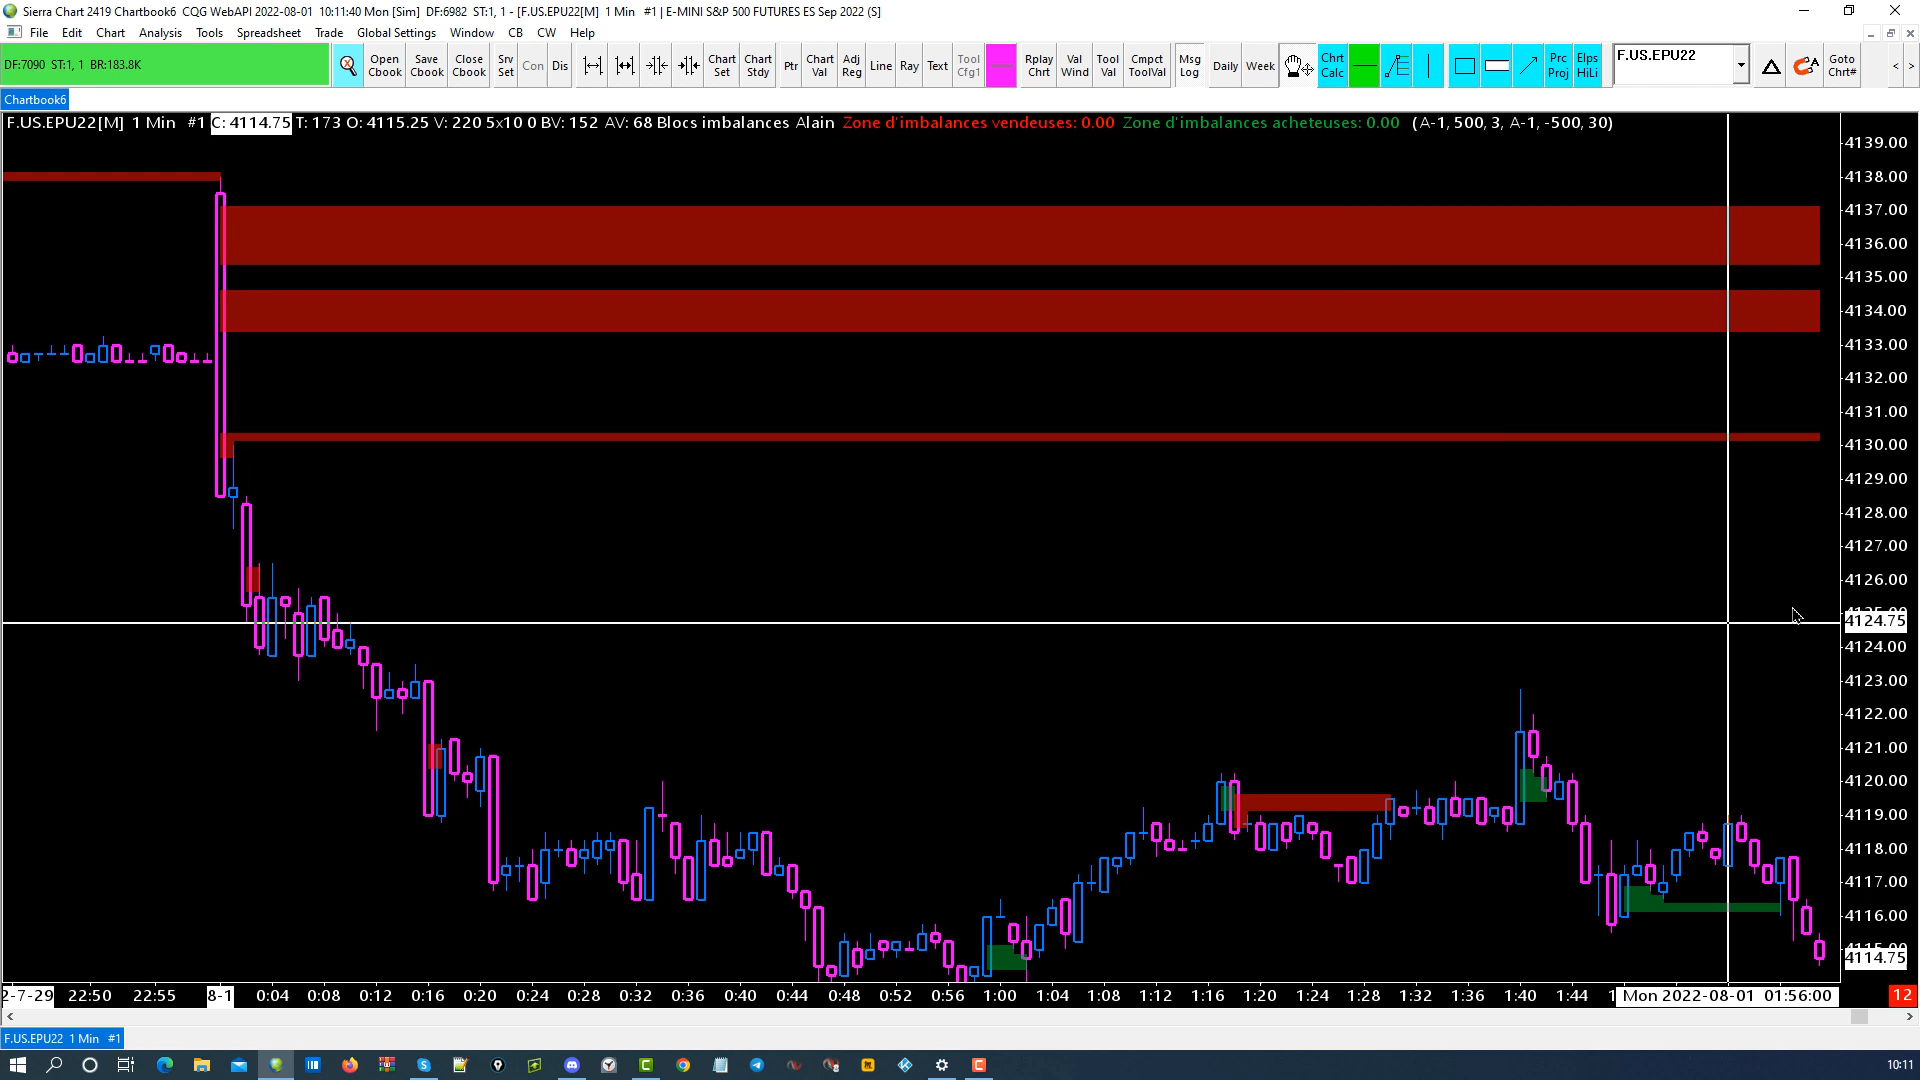 Sierra Chart 2419 Chartbook6  CQG WebAPI 2022-08-01  10:11:40 Mon [Sim]  DF:6982  ST:1, 1 - [F.US.EPU22[M]  1 Min   #1 | E-MINI S&P 500 FUTURES ES Sep 2022 (S)]
File Edit Chart Analysis Tools Spreadsheet Trade Global Settings Window CB CW Help
DF:7090  ST:1, 1  BR:183.8K
Open Cbook
Save Cbook
Close Cbook
Srv Set
Con
Dis
Chart Set
Chart Stdy
Ptr
Chart Val
Adj Reg
Line
Ray
Text
Tool Cfg1
Rplay Chrt
Val Wind
Tool Val
Cmpct ToolVal
Msg Log
Daily
Week
Chrt Calc
Prc Proj
Elps HiLi
F.US.EPU22
Goto Chrt#
< >
Chartbook6
F.US.EPU22[M]  1 Min   #1 C: 4114.75 T: 173 O: 4115.25 V: 220 5x10 0 BV: 152  AV: 68 Blocs imbalances Alain  Zone d'imbalances vendeuses: 0.00  Zone d'imbalances acheteuses: 0.00   (A-1, 500, 3, A-1, -500, 30)
4139.00
4138.00
4137.00
4136.00
4135.00
4134.00
4133.00
4132.00
4131.00
4130.00
4129.00
4128.00
4127.00
4126.00
4124.75
4124.00
4123.00
4122.00
4121.00
4120.00
4119.00
4118.00
4117.00
4116.00
4114.75
2-7-29 22:50 22:55 8-1 0:04 0:08 0:12 0:16 0:20 0:24 0:28 0:32 0:36 0:40 0:44 0:48 0:52 0:56 1:00 1:04 1:08 1:12 1:16 1:20 1:24 1:28 1:32 1:36 1:40 1:44 Mon 2022-08-01  01:56:00 12
F.US.EPU22  1 Min   #1
10:11